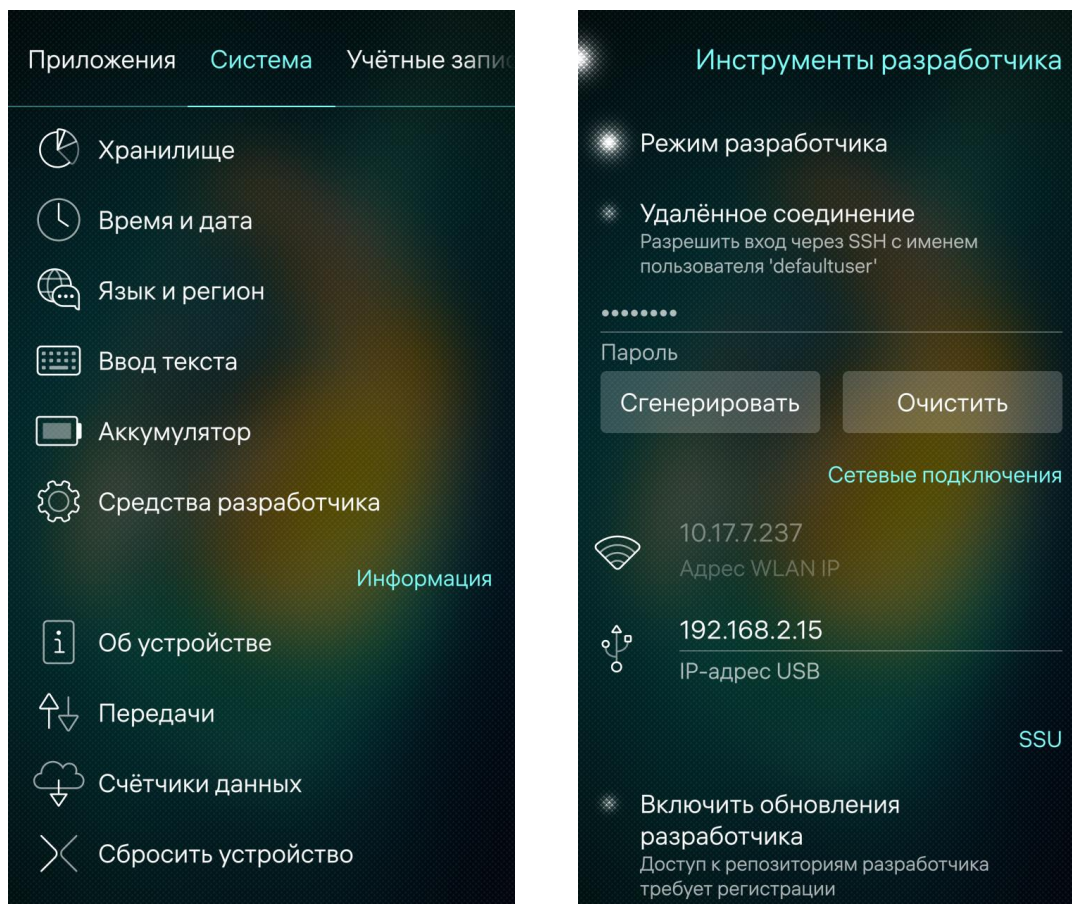 Приложения Система Учётные запи
Хранилище
Время и дата
Язык и регион
Ввод текста
Аккумулятор
Средства разработчика
Информация
Об устройстве
Передачи
Счётчики данных
Сбросить устройство
Инструменты разработчика
Режим разработчика
Удалённое соединение
Разрешить вход через SSH с именем
пользователя 'defaultuser'
••••••••
Пароль
Сгенерировать Очистить
Сетевые подключения
10.17.7.237
Адрес WLAN IP
192.168.2.15
IP-адрес USB
SSU
Включить обновления
разработчика
Доступ к репозиториям разработчика
требует регистрации